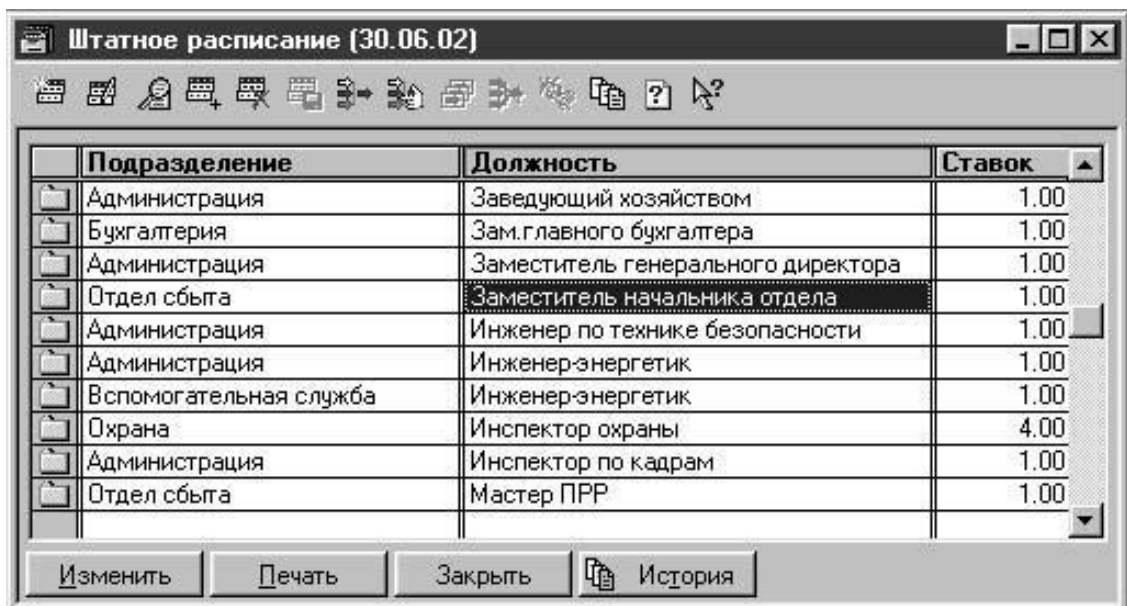 Штатное расписание (30.06.02)
Подразделение Должность Ставок
Администрация Заведующий хозяйством 1.00
Бухгалтерия Зам.главного бухгалтера 1.00
Администрация Заместитель генерального директора 1.00
Отдел сбыта Заместитель начальника отдела 1.00
Администрация Инженер по технике безопасности 1.00
Администрация Инженер-энергетик 1.00
Вспомогательная служба Инженер-энергетик 1.00
Охрана Инспектор охраны 4.00
Администрация Инспектор по кадрам 1.00
Отдел сбыта Мастер ПРР 1.00
Изменить Печать Закрыть История